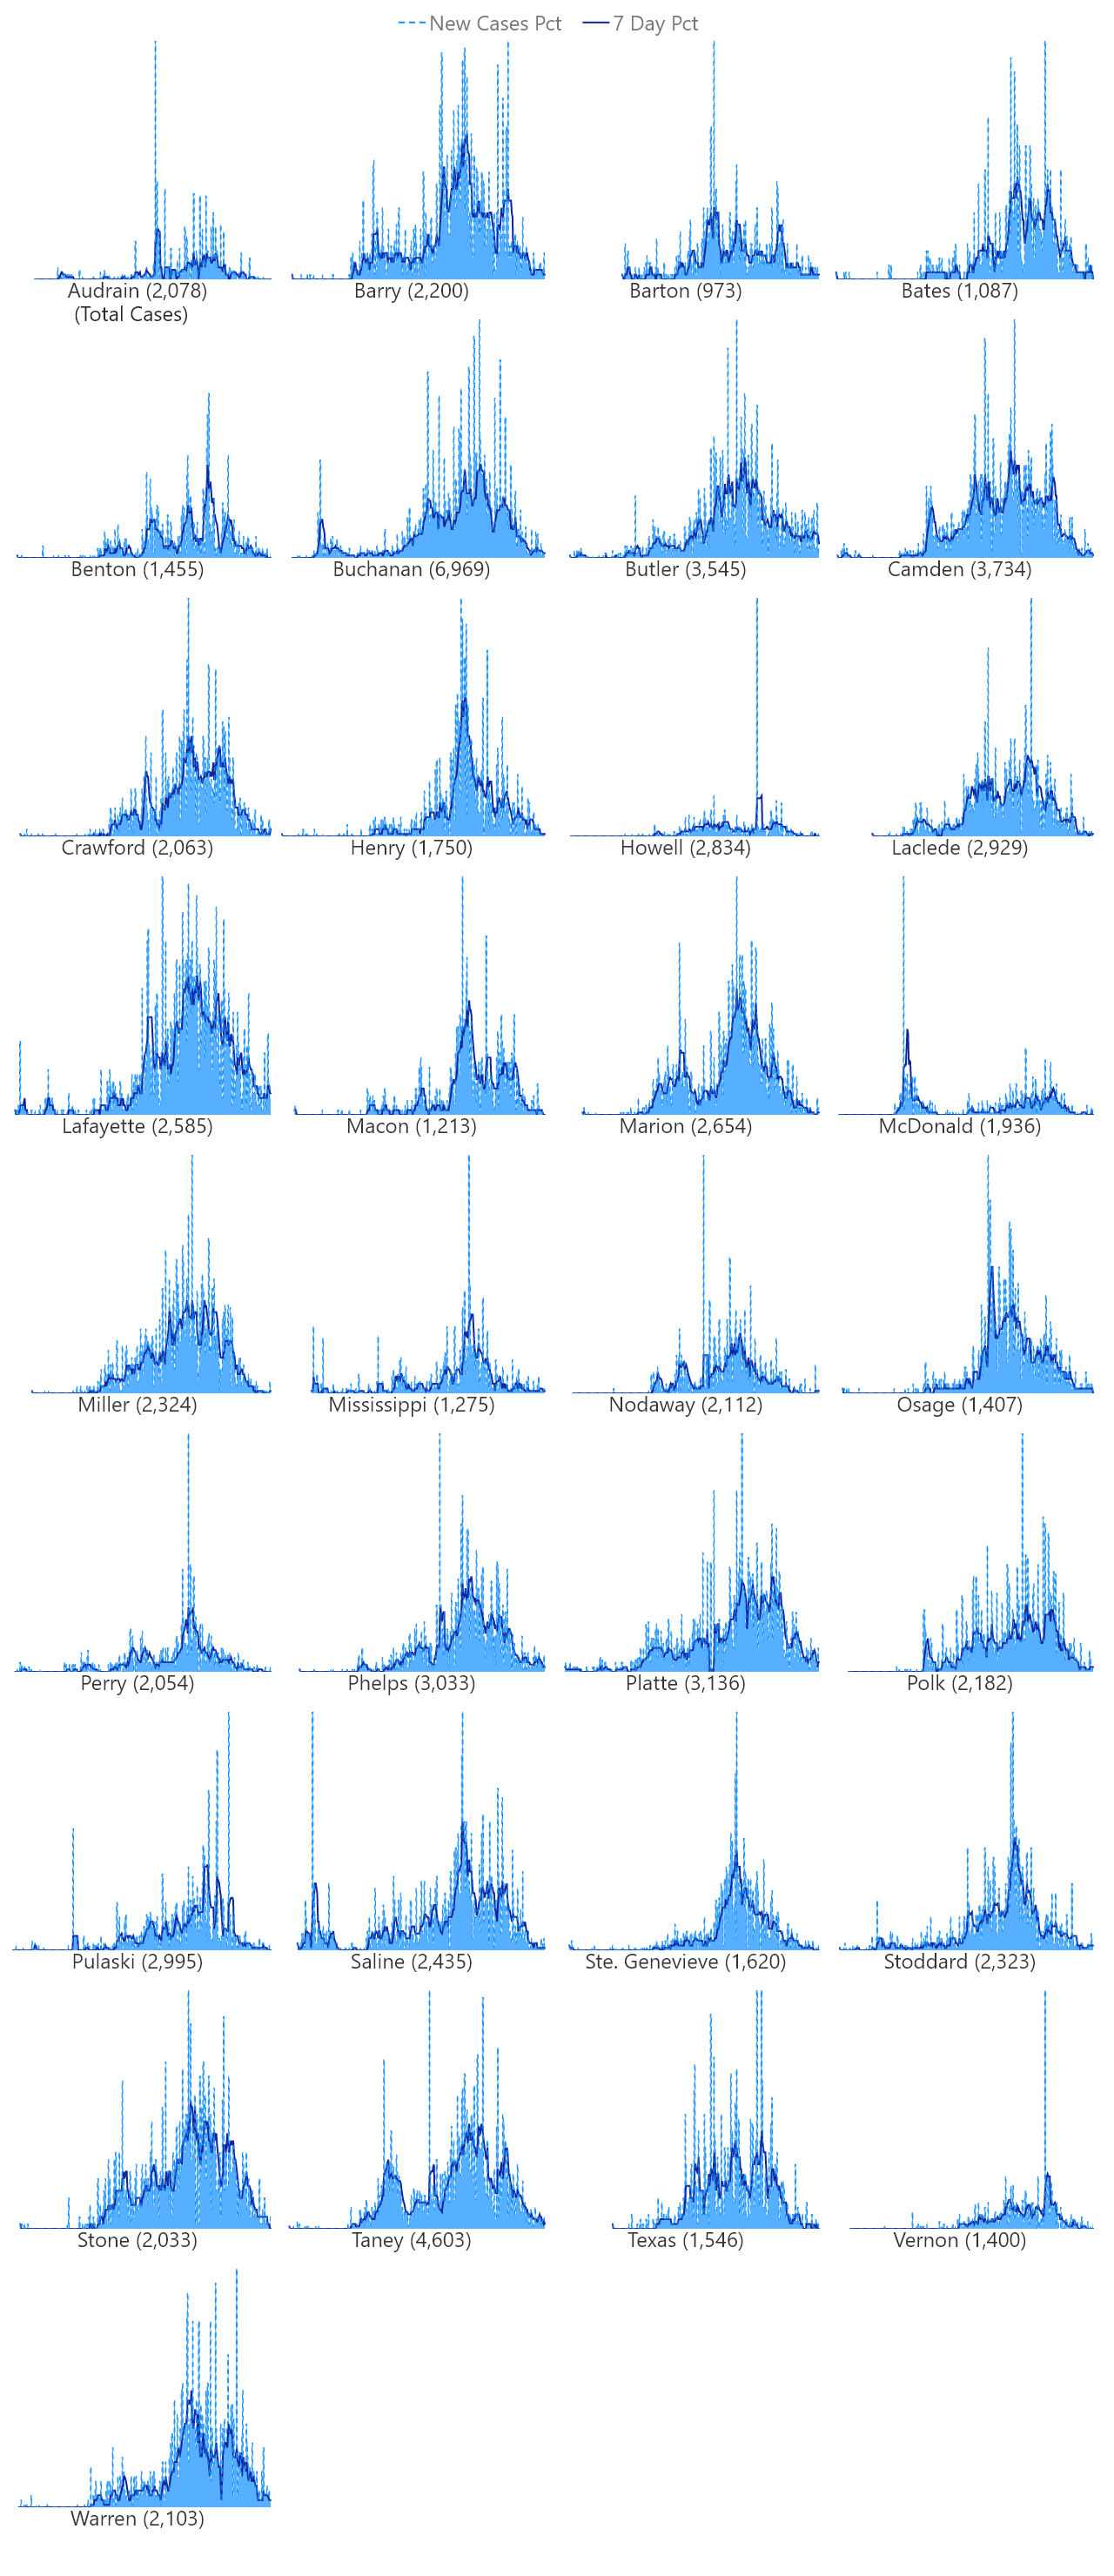 New Cases Pct 7 Day Pct
Audrain (2,078) Barry (2,200) Barton (973) Bates (1,087)
(Total Cases)
Benton (1,455) Buchanan (6,969) Butler (3,545) Camden (3,734)
Crawford (2,063) Henry (1,750) Howell (2,834) Laclede (2,929)
Lafayette (2,585) Macon (1,213) Marion (2,654) McDonald (1,936)
Miller (2,324) Mississippi (1,275) Nodaway (2,112) Osage (1,407)
Perry (2,054) Phelps (3,033) Platte (3,136) Polk (2,182)
Pulaski (2,995) Saline (2,435) Ste. Genevieve (1,620) Stoddard (2,323)
Stone (2,033) Taney (4,603) Texas (1,546) Vernon (1,400)
Warren (2,103)